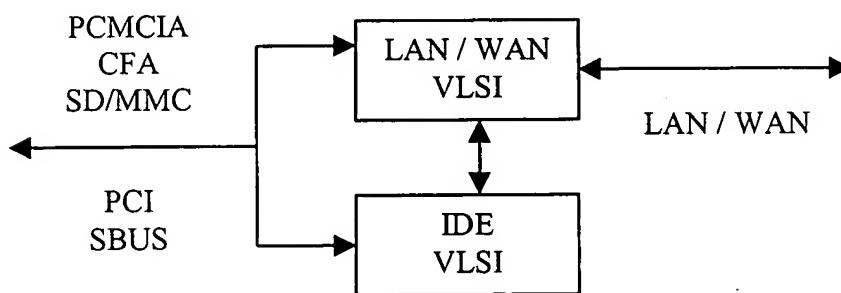 PCMCIA
CFA
SD/MMC
PCI
SBUS
LAN / WAN
VLSI
IDE
VLSI
LAN / WAN